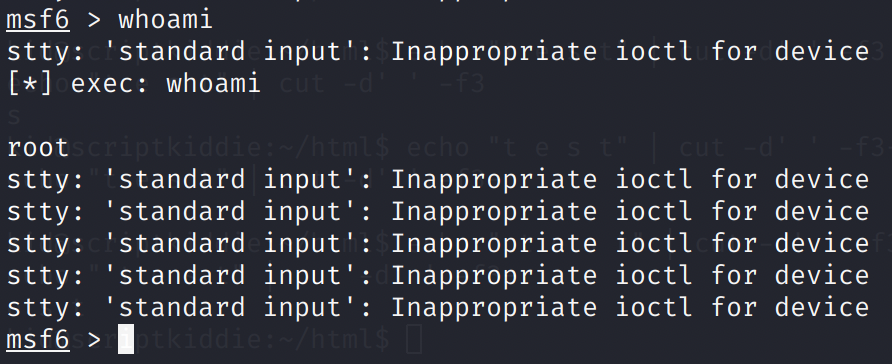 msf6 > whoami
stty: 'standard input': Inappropriate ioctl for device
[*] exec: whoami
root
stty: 'standard input': Inappropriate ioctl for device
stty: 'standard input': Inappropriate ioctl for device
stty: 'standard input': Inappropriate ioctl for device
stty: 'standard input': Inappropriate ioctl for device
stty: 'standard input': Inappropriate ioctl for device
msf6 >